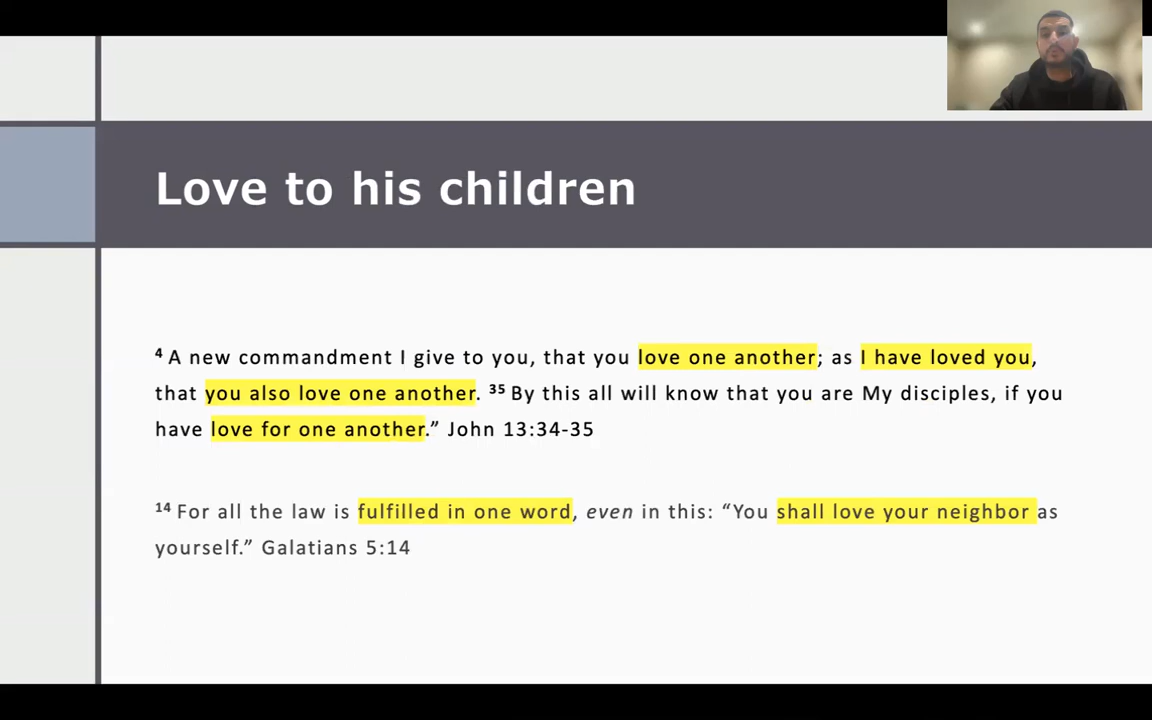 Love to his children
⁴ A new commandment I give to you, that you love one another; as I have loved you,
that you also love one another. ³⁵ By this all will know that you are My disciples, if you
have love for one another.” John 13:34-35
¹⁴ For all the law is fulfilled in one word, even in this: “You shall love your neighbor as
yourself.” Galatians 5:14